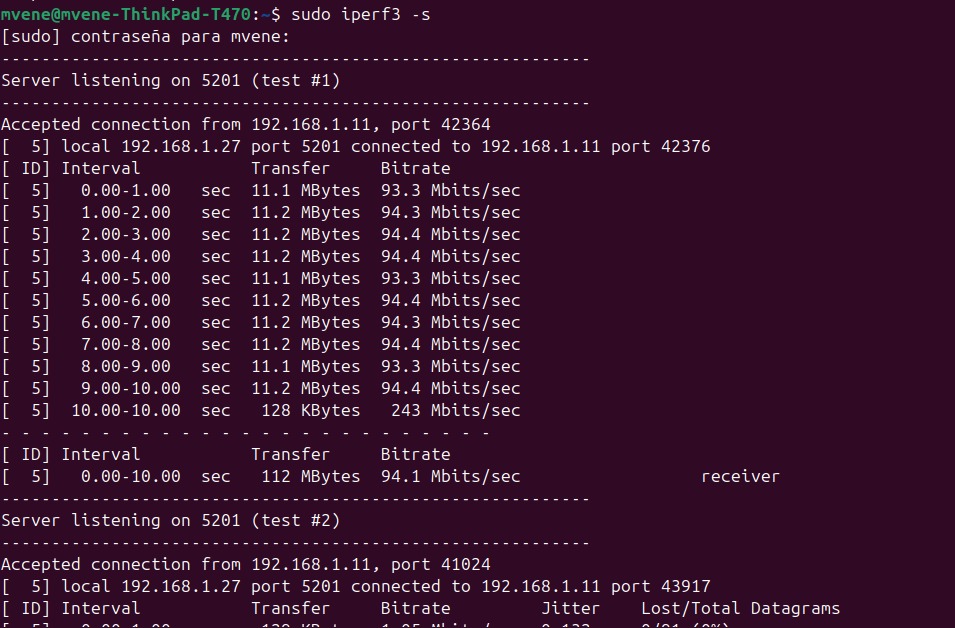 mvene@mvene-ThinkPad-T470:~$ sudo iperf3 -s
[sudo] contraseña para mvene:
-----------------------------------------------------------
Server listening on 5201 (test #1)
-----------------------------------------------------------
Accepted connection from 192.168.1.11, port 42364
[  5] local 192.168.1.27 port 5201 connected to 192.168.1.11 port 42376
[ ID] Interval           Transfer     Bitrate
[  5]   0.00-1.00   sec  11.1 MBytes  93.3 Mbits/sec
[  5]   1.00-2.00   sec  11.2 MBytes  94.3 Mbits/sec
[  5]   2.00-3.00   sec  11.2 MBytes  94.4 Mbits/sec
[  5]   3.00-4.00   sec  11.2 MBytes  94.4 Mbits/sec
[  5]   4.00-5.00   sec  11.1 MBytes  93.3 Mbits/sec
[  5]   5.00-6.00   sec  11.2 MBytes  94.4 Mbits/sec
[  5]   6.00-7.00   sec  11.2 MBytes  94.3 Mbits/sec
[  5]   7.00-8.00   sec  11.2 MBytes  94.4 Mbits/sec
[  5]   8.00-9.00   sec  11.1 MBytes  93.3 Mbits/sec
[  5]   9.00-10.00  sec  11.2 MBytes  94.4 Mbits/sec
[  5]  10.00-10.00  sec   128 KBytes   243 Mbits/sec
- - - - - - - - - - - - - - - - - - - - - - - - -
[ ID] Interval           Transfer     Bitrate
[  5]   0.00-10.00  sec   112 MBytes  94.1 Mbits/sec                  receiver
-----------------------------------------------------------
Server listening on 5201 (test #2)
-----------------------------------------------------------
Accepted connection from 192.168.1.11, port 41024
[  5] local 192.168.1.27 port 5201 connected to 192.168.1.11 port 43917
[ ID] Interval           Transfer     Bitrate         Jitter    Lost/Total Datagrams